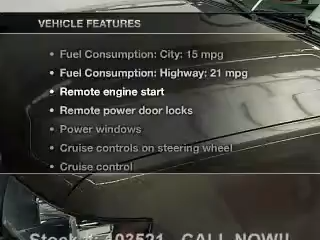 VEHICLE FEATURES
• Fuel Consumption: City: 15 mpg
• Fuel Consumption: Highway: 21 mpg
• Remote engine start
• Remote power door locks
• Power windows
• Cruise controls on steering wheel
• Cruise control
CALL NOW!!